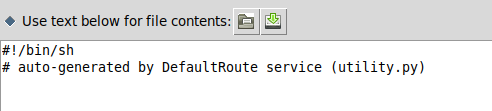 Use text below for file contents:
#!/bin/sh
# auto-generated by DefaultRoute service (utility.py)